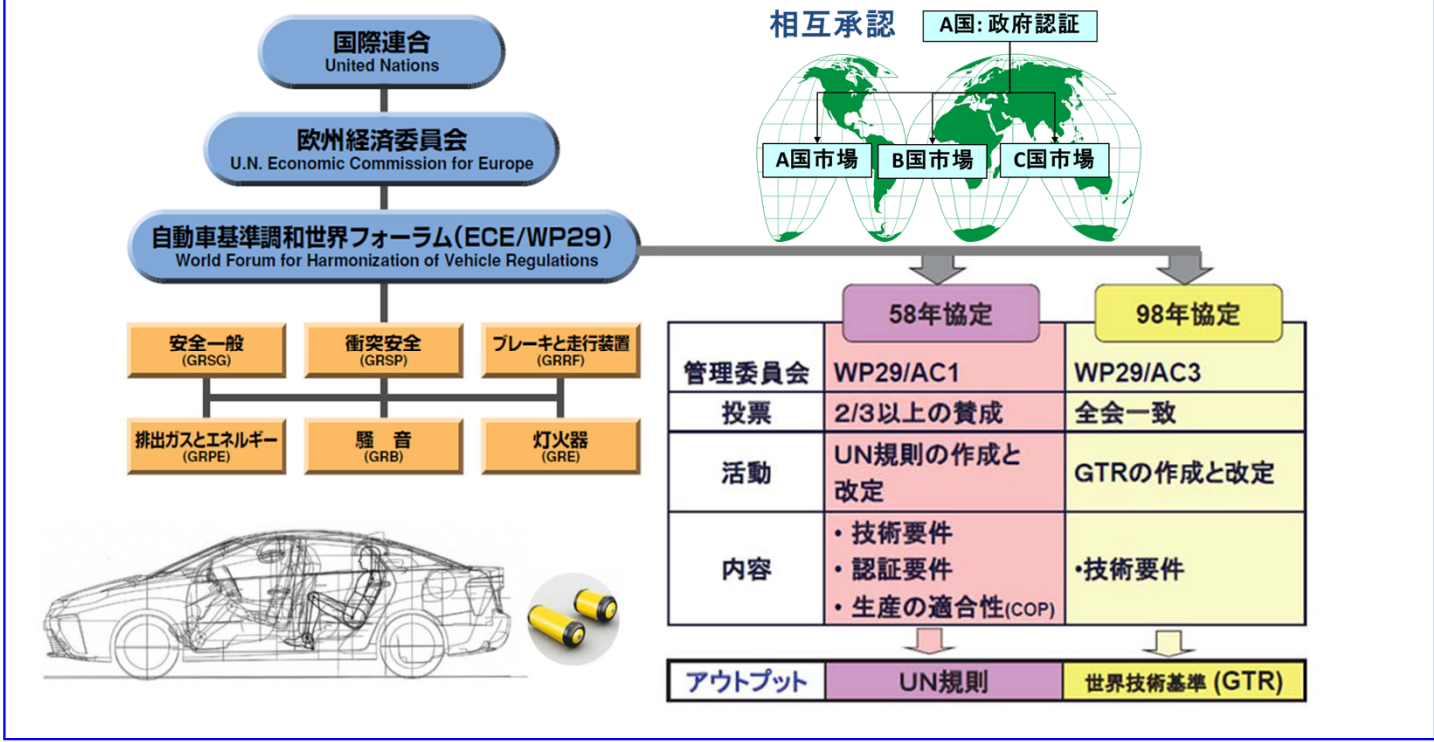 国際連合
United Nations
欧州経済委員会
U.N. Economic Commission for Europe
自動車基準調和世界フォーラム(ECE/WP29)
World Forum for Harmonization of Vehicle Regulations
安全一般
(GRSG)
衝突安全
(GRSP)
ブレーキと走行装置
(GRRF)
排出ガスとエネルギー
(GRPE)
騒 音
(GRB)
灯火器
(GRE)
相互承認
A国: 政府認証
A国市場
B国市場
C国市場
58年協定
98年協定
管理委員会
WP29/AC1
WP29/AC3
投票
2/3以上の賛成
全会一致
活動
UN規則の作成と
改定
GTRの作成と改定
内容
・技術要件
・認証要件
・生産の適合性(COP)
・技術要件
アウトプット
UN規則
世界技術基準 (GTR)